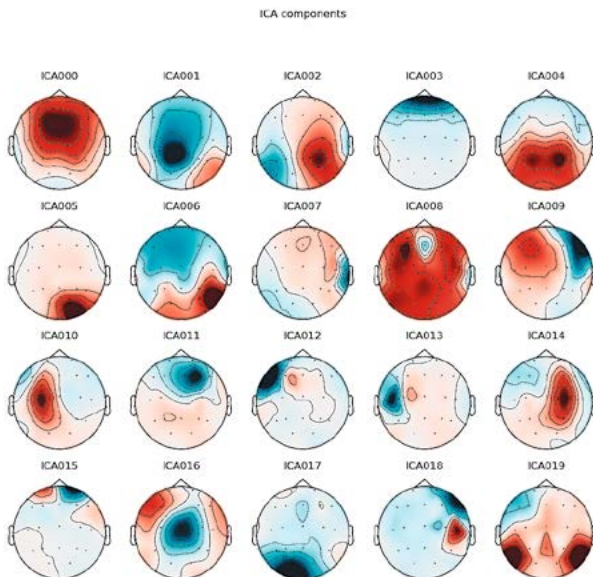 ICA components
ICA000 ICA001 ICA002 ICA003 ICA004
ICA005 ICA006 ICA007 ICA008 ICA009
ICA010 ICA011 ICA012 ICA013 ICA014
ICA015 ICA016 ICA017 ICA018 ICA019